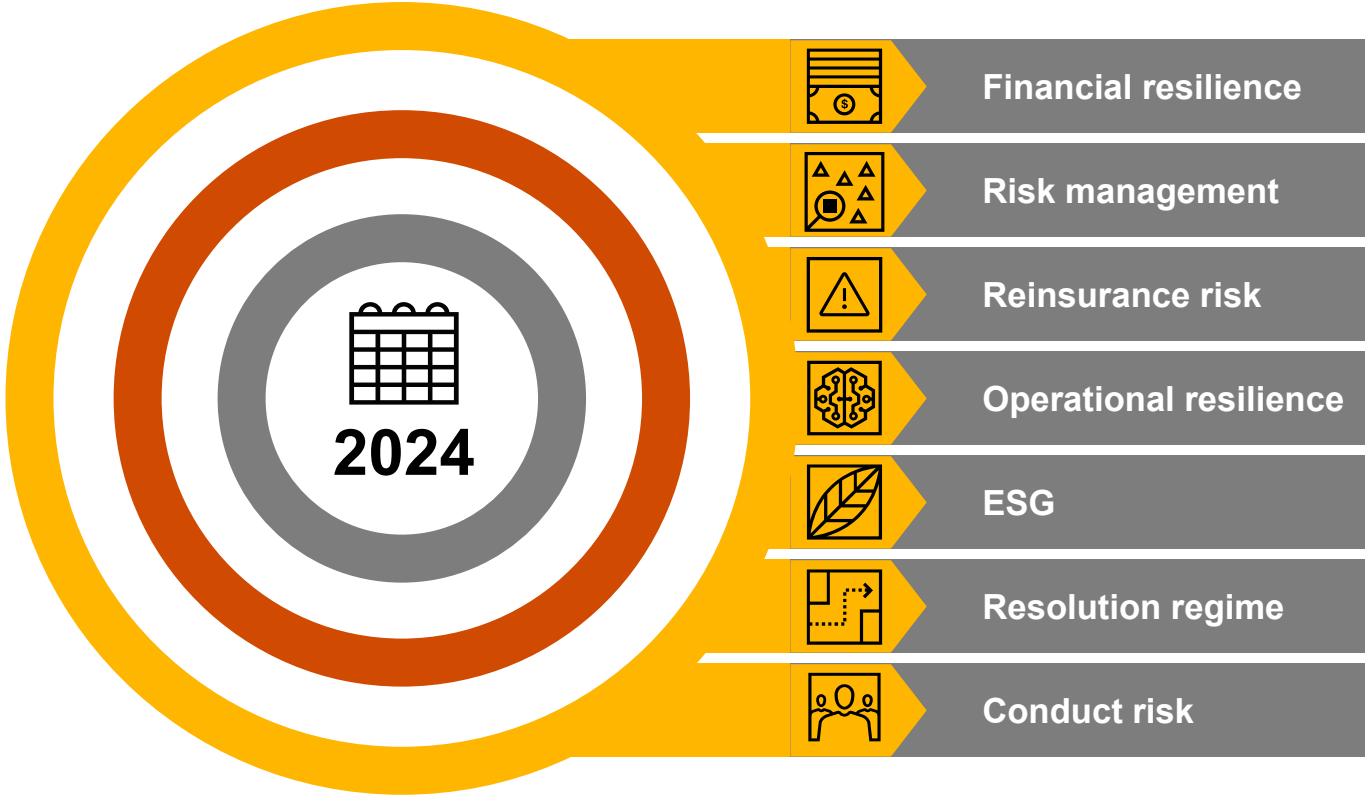 2024
Financial resilience
Risk management
Reinsurance risk
Operational resilience
ESG
Resolution regime
Conduct risk
$